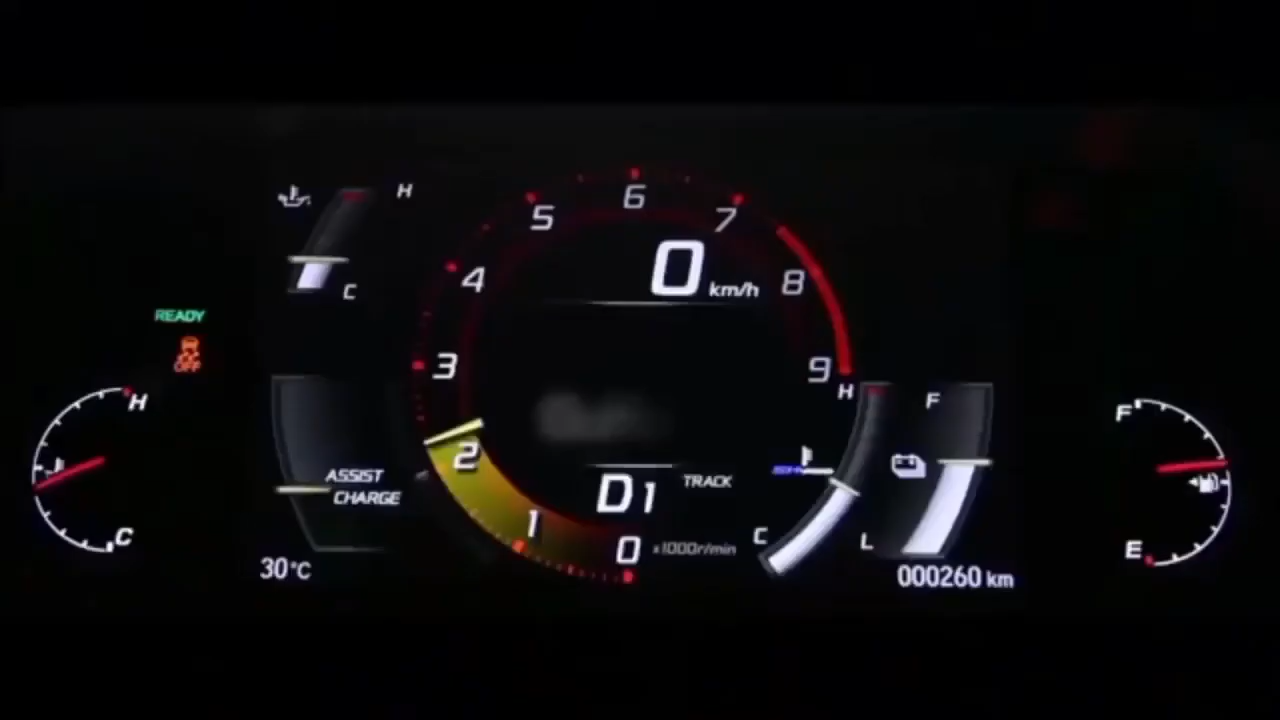 H
C
READY
OFF
H
C
ASSIST
CHARGE
30°C
0 km/h
6
5
7
4
8
3
9
2
1
0
x1000r/min
D1
TRACK
H
C
F
L
000260 km
F
E